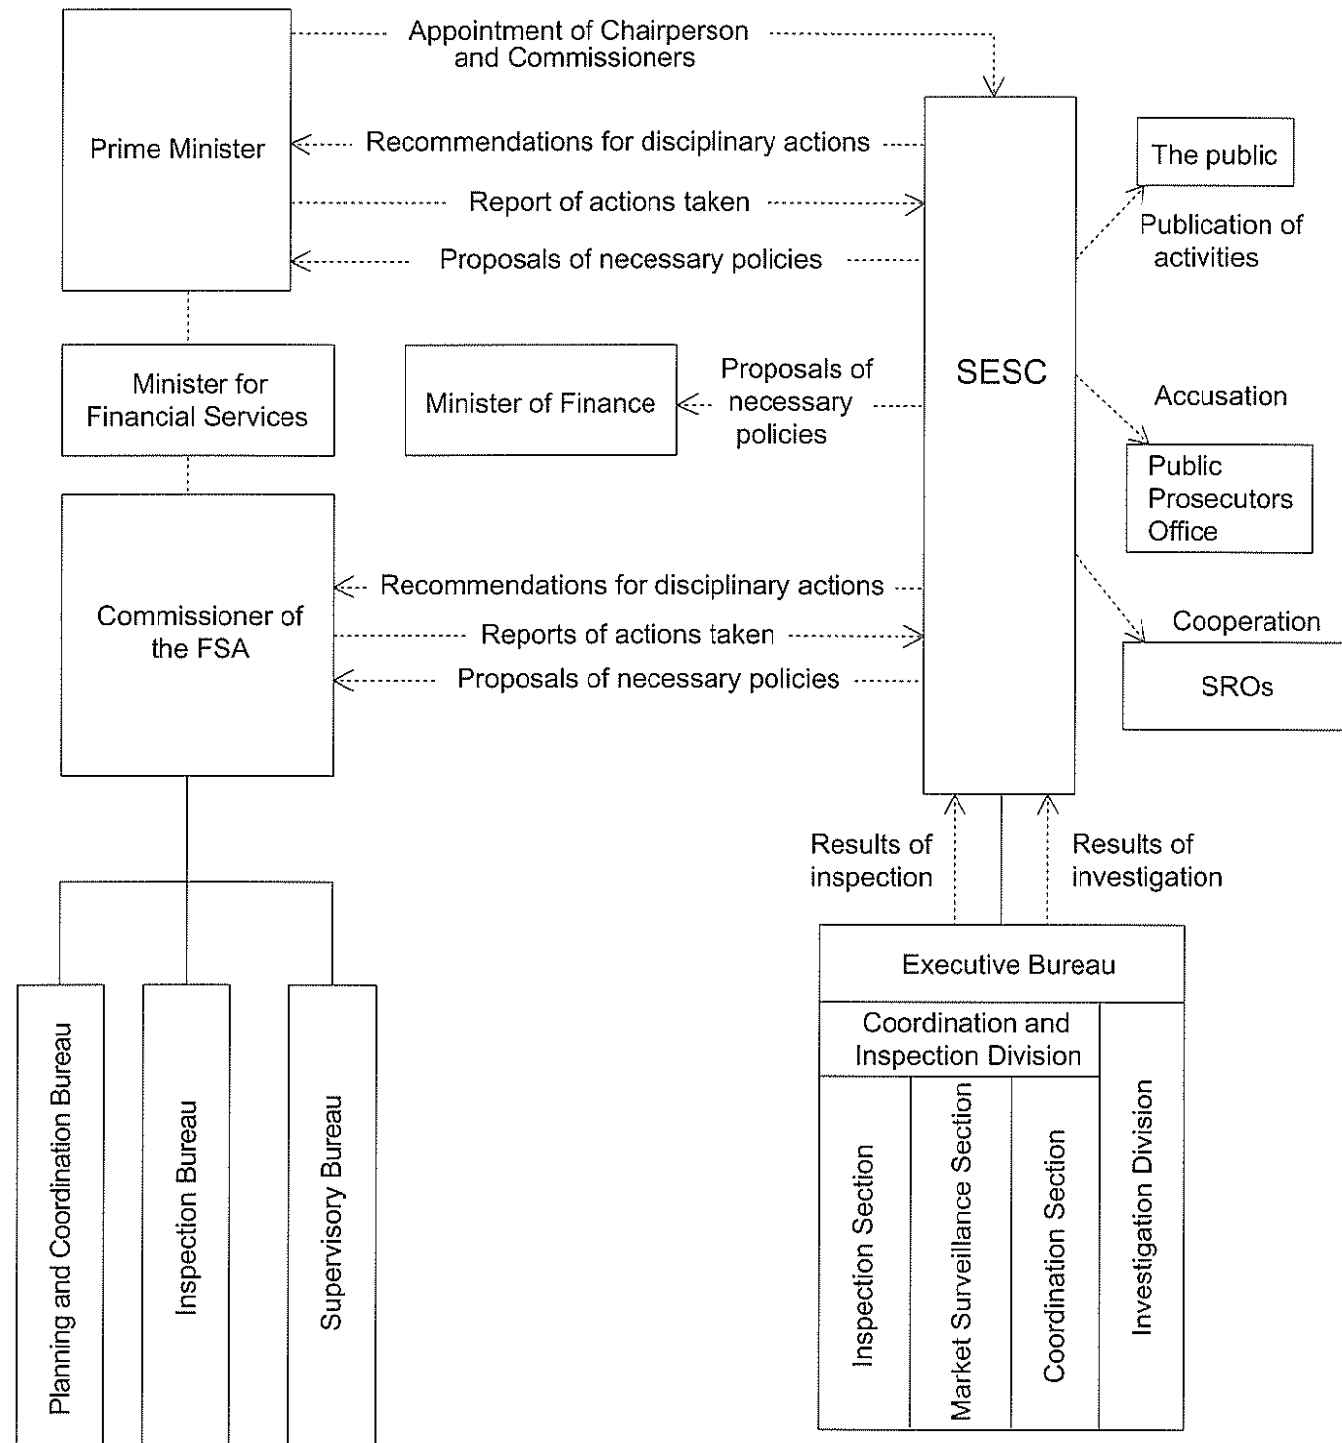 Appointment of Chairperson
and Commissioners
Prime Minister
Recommendations for disciplinary actions
Report of actions taken
Proposals of necessary policies
The public
Publication of
activities
Minister for
Financial Services
Minister of Finance
Proposals of
necessary
policies
SESC
Accusation
Public
Prosecutors
Office
Commissioner of
the FSA
Recommendations for disciplinary actions
Reports of actions taken
Proposals of necessary policies
Cooperation
SROs
Results of
inspection
Results of
investigation
Executive Bureau
Coordination and
Inspection Division
Planning and Coordination Bureau
Inspection Bureau
Supervisory Bureau
Inspection Section
Market Surveillance Section
Coordination Section
Investigation Division